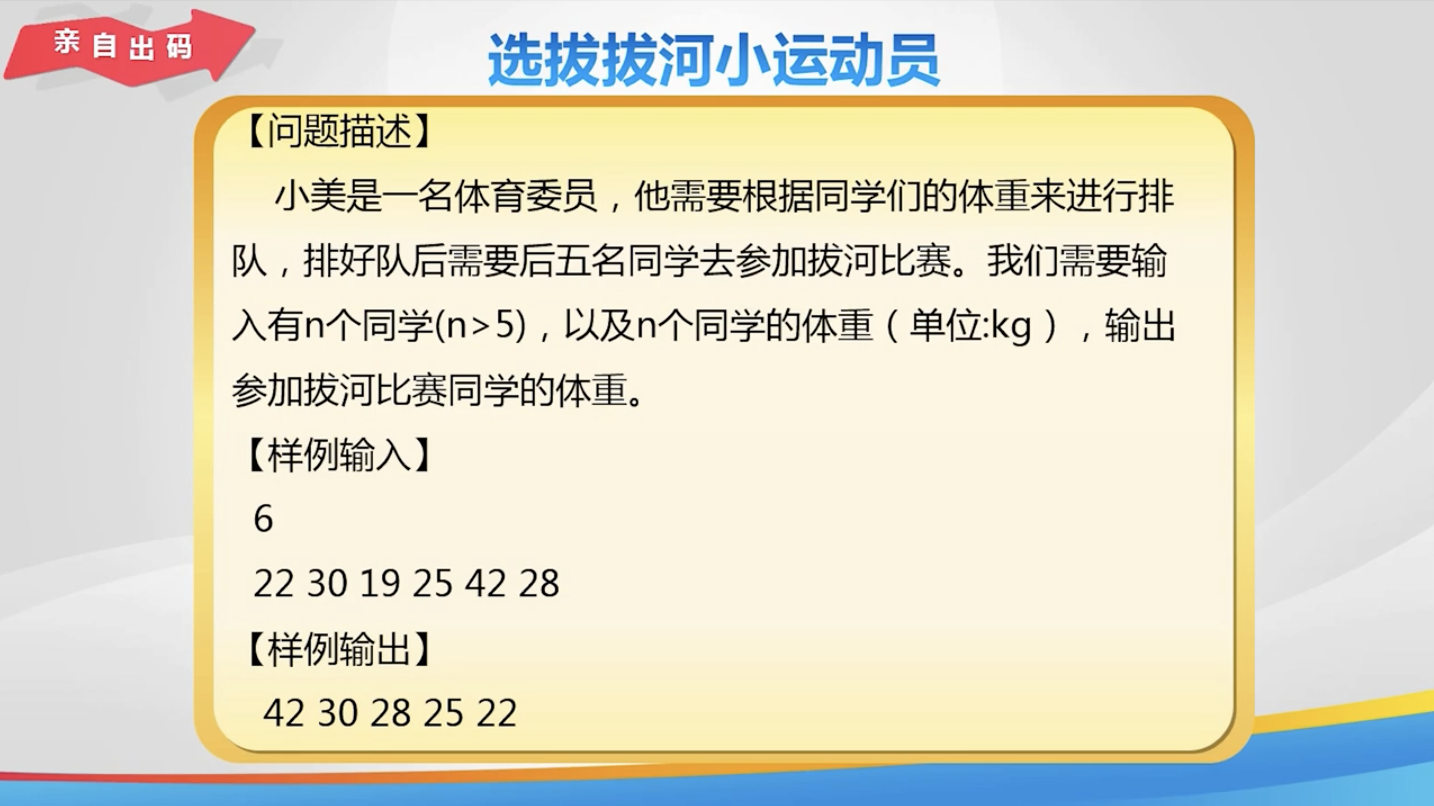 亲自出码
选拔拔河小运动员
【问题描述】
小美是一名体育委员，他需要根据同学们的体重来进行排
队，排好队后需要后五名同学去参加拔河比赛。我们需要输
入有n个同学(n>5)，以及n个同学的体重（单位:kg），输出
参加拔河比赛同学的体重。
【样例输入】
6
22 30 19 25 42 28
【样例输出】
42 30 28 25 22